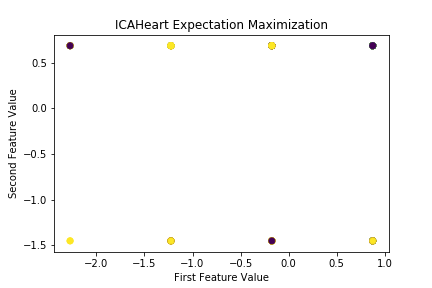 ICAHeart Expectation Maximization
0.5
0.0
−0.5
−1.0
−1.5
Second Feature Value
−2.0 −1.5 −1.0 −0.5 0.0 0.5 1.0
First Feature Value